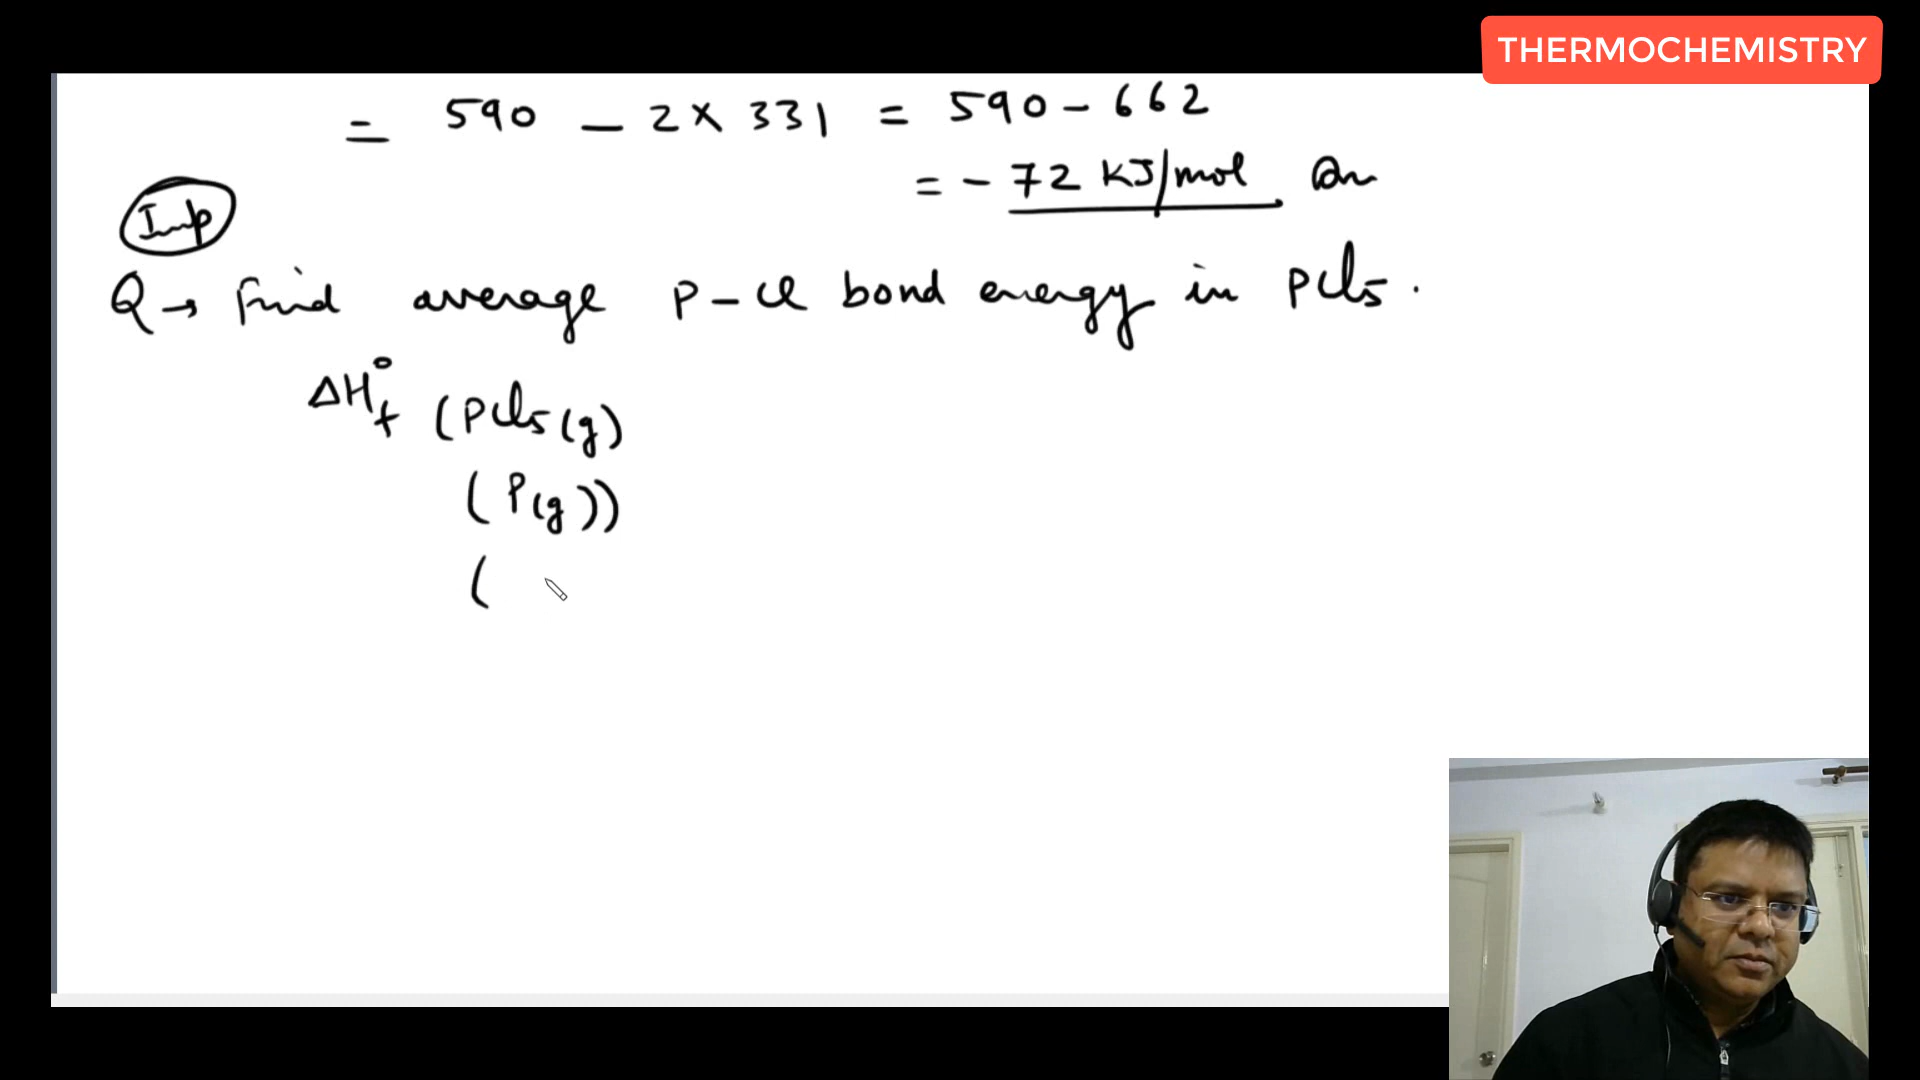 THERMOCHEMISTRY
= 590 - 2 × 331 = 590 - 662
= - 72 KJ/mol
Imp
Q → Find average P-Cl bond energy in PCl5.
ΔH°f (PCl5(g)
(P(g))
(